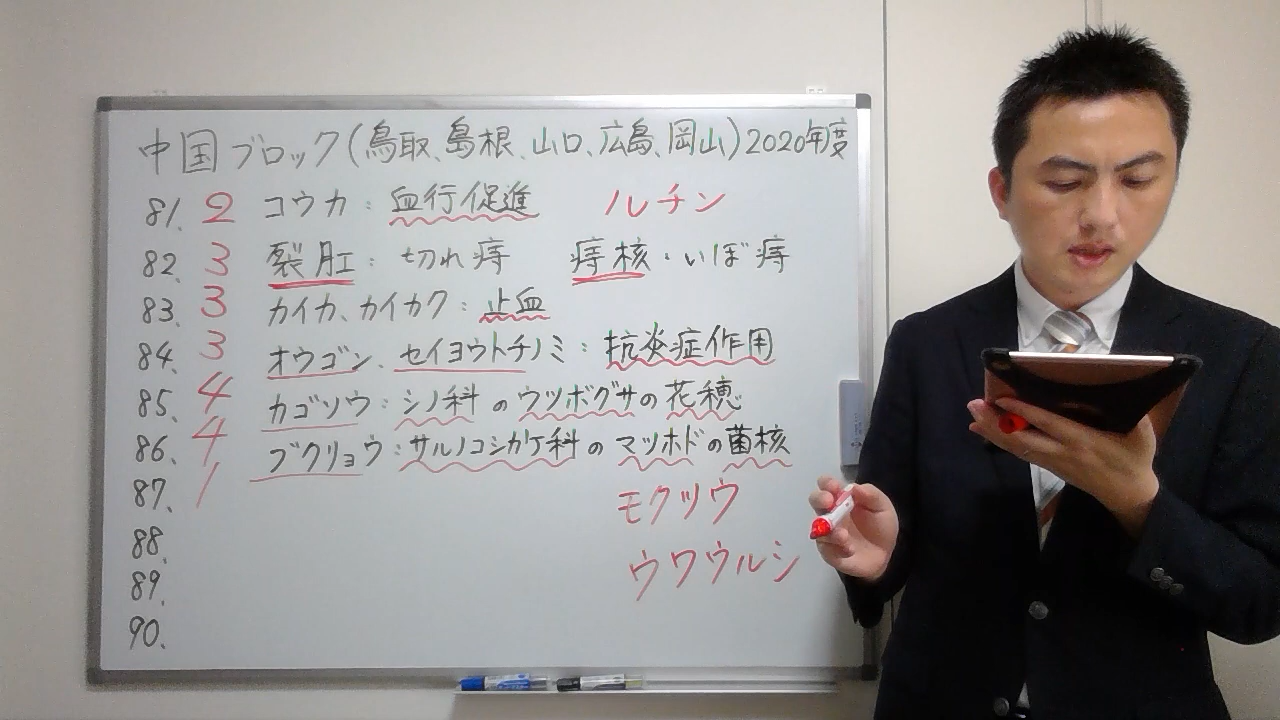 中国ブロック(鳥取、島根、山口、広島、岡山)2020年度
81. 2 コウカ:血行促進 ルチン
82. 3 裂肛:切れ痔 痔核・いぼ痔
83. 3 カイカ、カイカク:止血
84. 3 オウゴン、セイヨウトチノミ:抗炎症作用
85. 4 カゴソウ:シソ科のウツボグサの花穂
86. 4 ブクリョウ:サルノコシカケ科のマツホドの菌核
87. 1 モクツウ
88.
ウワウルシ
89.
90.